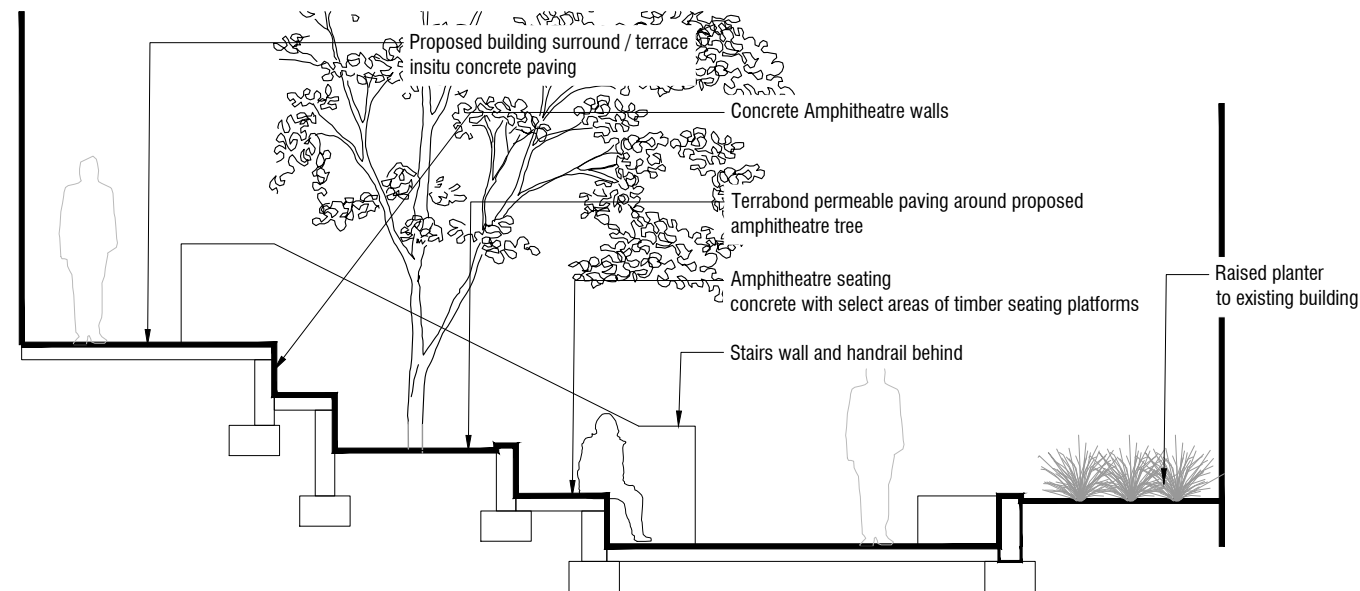 Proposed building surround / terrace
insitu concrete paving
Concrete Amphitheatre walls
Terrabond permeable paving around proposed
amphitheatre tree
Amphitheatre seating
concrete with select areas of timber seating platforms
Raised planter
to existing building
Stairs wall and handrail behind